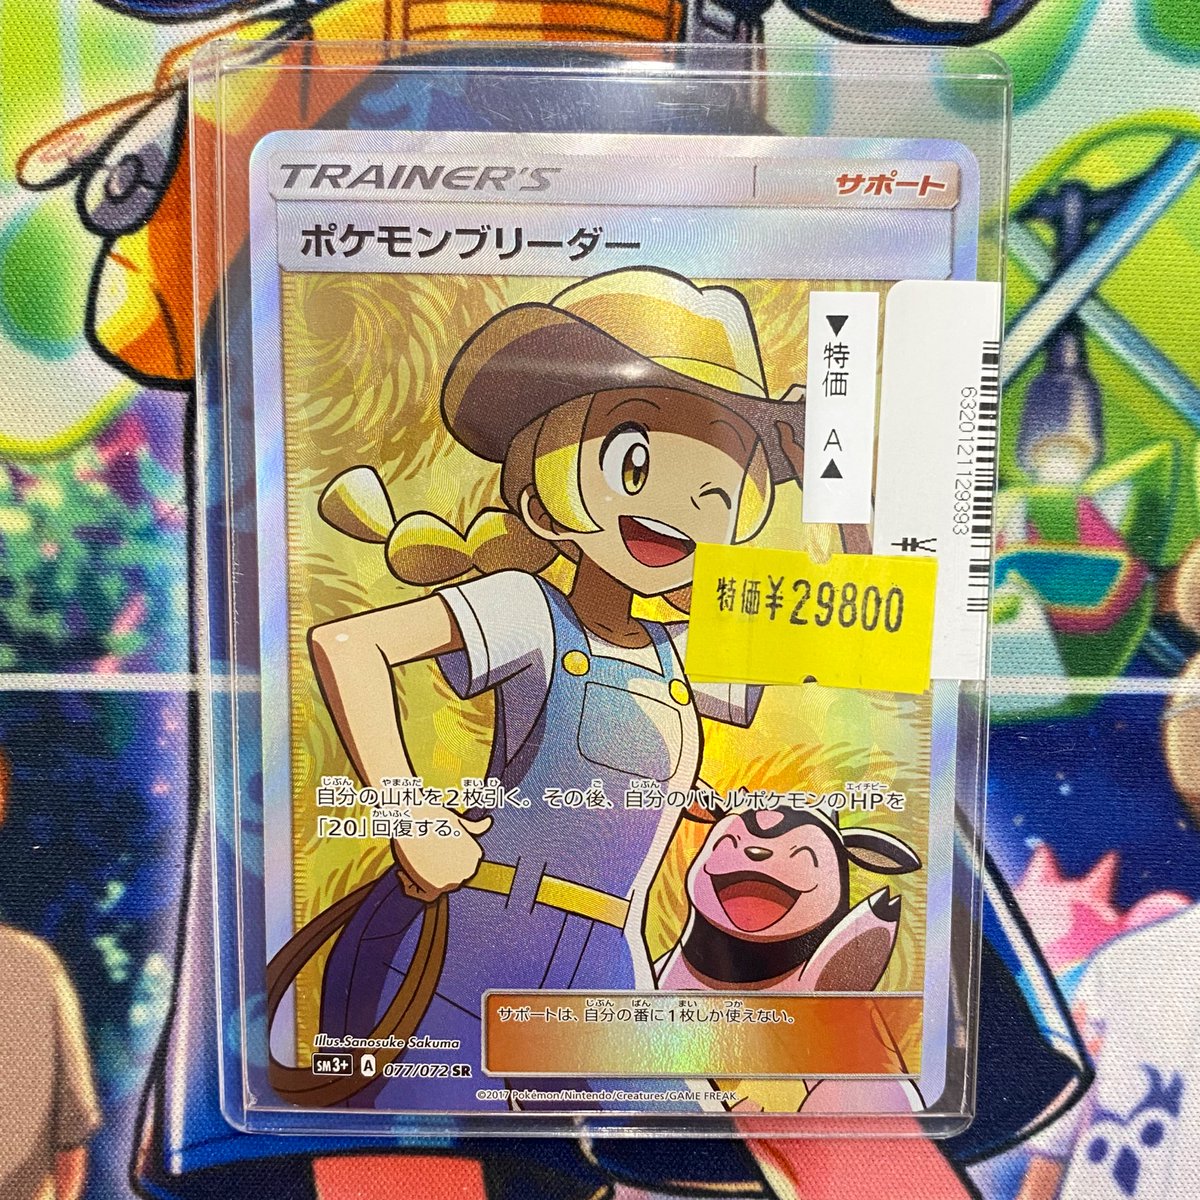 TRAINER'S
サポート
ポケモンブリーダー
▼特価 A▲
6320121129393
特価¥29800
自分の山札を2枚引く。その後、自分のバトルポケモンのHPを
「20」回復する。
サポートは、自分の番に1枚しか使えない。
Illus.Sanosuke Sakuma
SM3+ A 077/072 SR
©2017 Pokémon/Nintendo/Creatures/GAME FREAK